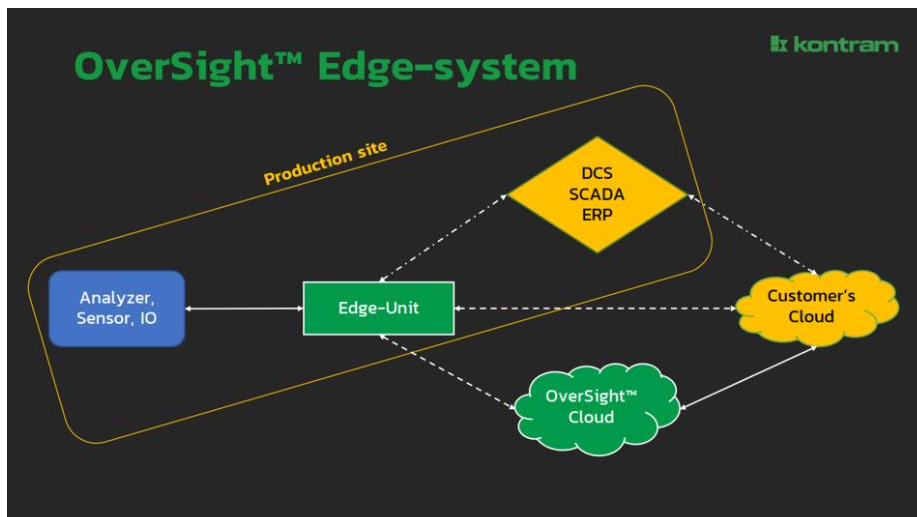 OverSight™ Edge-system
kontram
Production site
DCS
SCADA
ERP
Analyzer,
Sensor, IO
Edge-Unit
Customer's
Cloud
OverSight™
Cloud